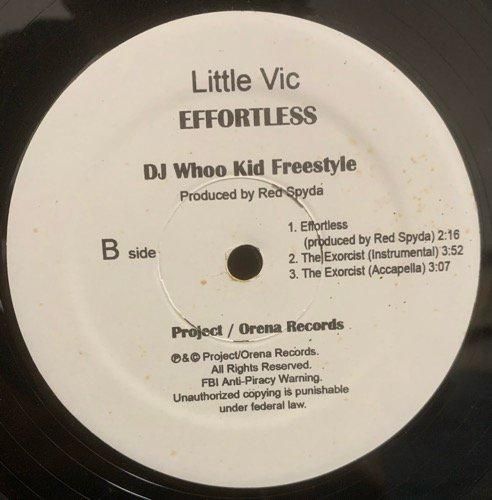 Little Vic
EFFORTLESS
DJ Whoo Kid Freestyle
Produced by Red Spyda
B side
1. Effortless
(produced by Red Spyda) 2:16
2. The Exorcist (Instrumental) 3:52
3. The Exorcist (Accapella) 3:07
Project / Orena Records
℗ & © Project/Orena Records.
All Rights Reserved.
FBI Anti-Piracy Warning.
Unauthorized copying is punishable
under federal law.